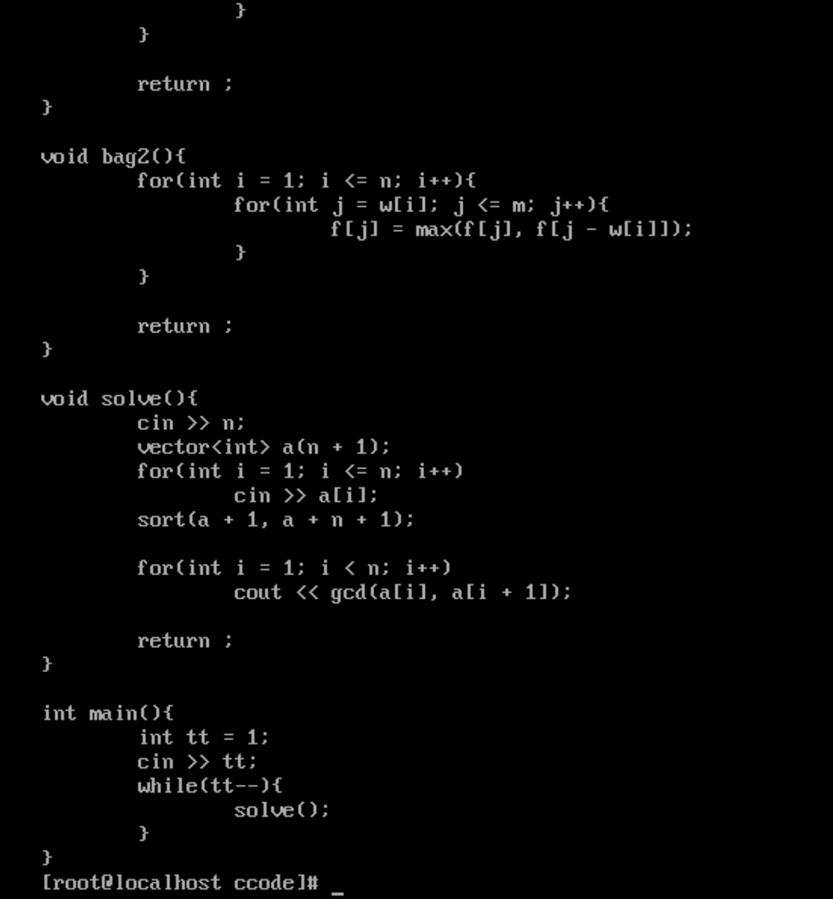 }
        }

        return ;
}

void bag2(){
        for(int i = 1; i <= n; i++){
                for(int j = w[i]; j <= m; j++){
                        f[j] = max(f[j], f[j - w[i]]);
                }
        }

        return ;
}

void solve(){
        cin >> n;
        vector<int> a(n + 1);
        for(int i = 1; i <= n; i++)
                cin >> a[i];
        sort(a + 1, a + n + 1);

        for(int i = 1; i < n; i++)
                cout << gcd(a[i], a[i + 1]);

        return ;
}

int main(){
        int tt = 1;
        cin >> tt;
        while(tt--){
                solve();
        }
}
[root@localhost ccode]# _